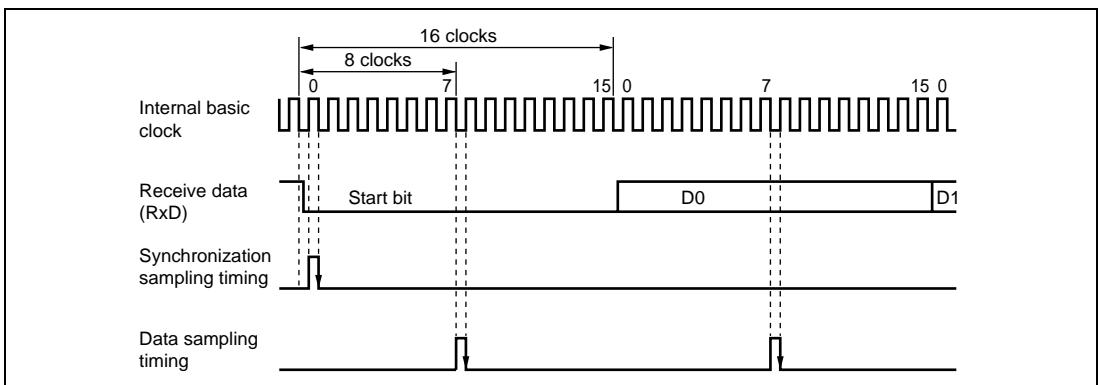 16 clocks
8 clocks
0 7 15 0 7 15 0
Internal basic
clock
Receive data
(RxD)
Start bit D0 D1
Synchronization
sampling timing
Data sampling
timing